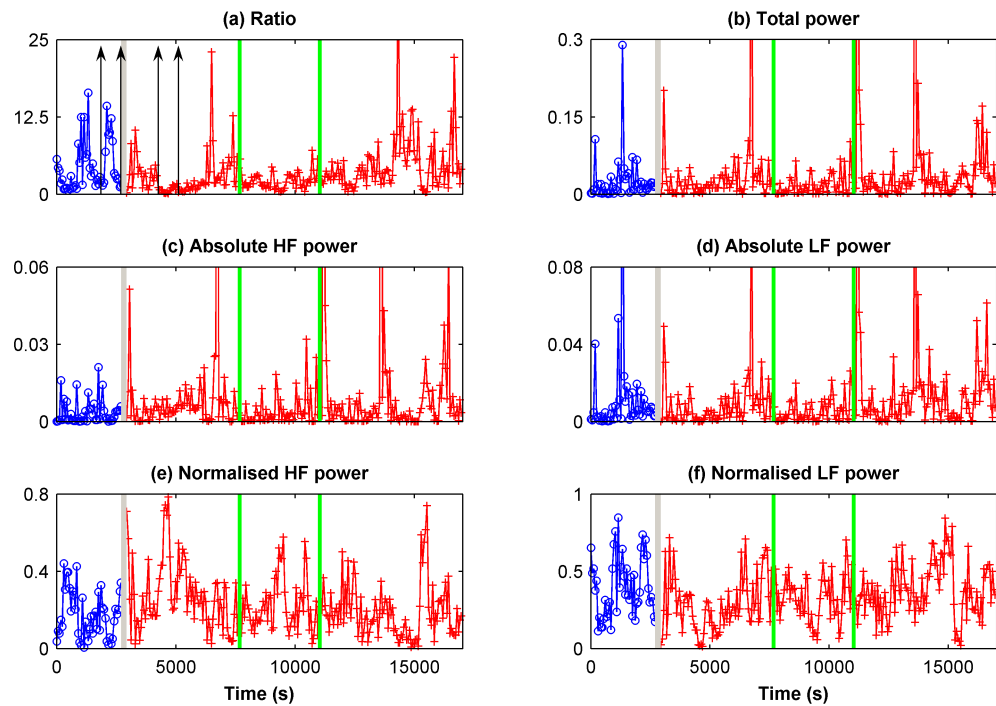 (a) Ratio
25
12.5
0
(b) Total power
0.3
0.15
0
(c) Absolute HF power
0.06
0.03
0
(d) Absolute LF power
0.08
0.04
0
(e) Normalised HF power
0.8
0.4
0
0 5000 10000 15000
Time (s)
(f) Normalised LF power
1
0.5
0
0 5000 10000 15000
Time (s)